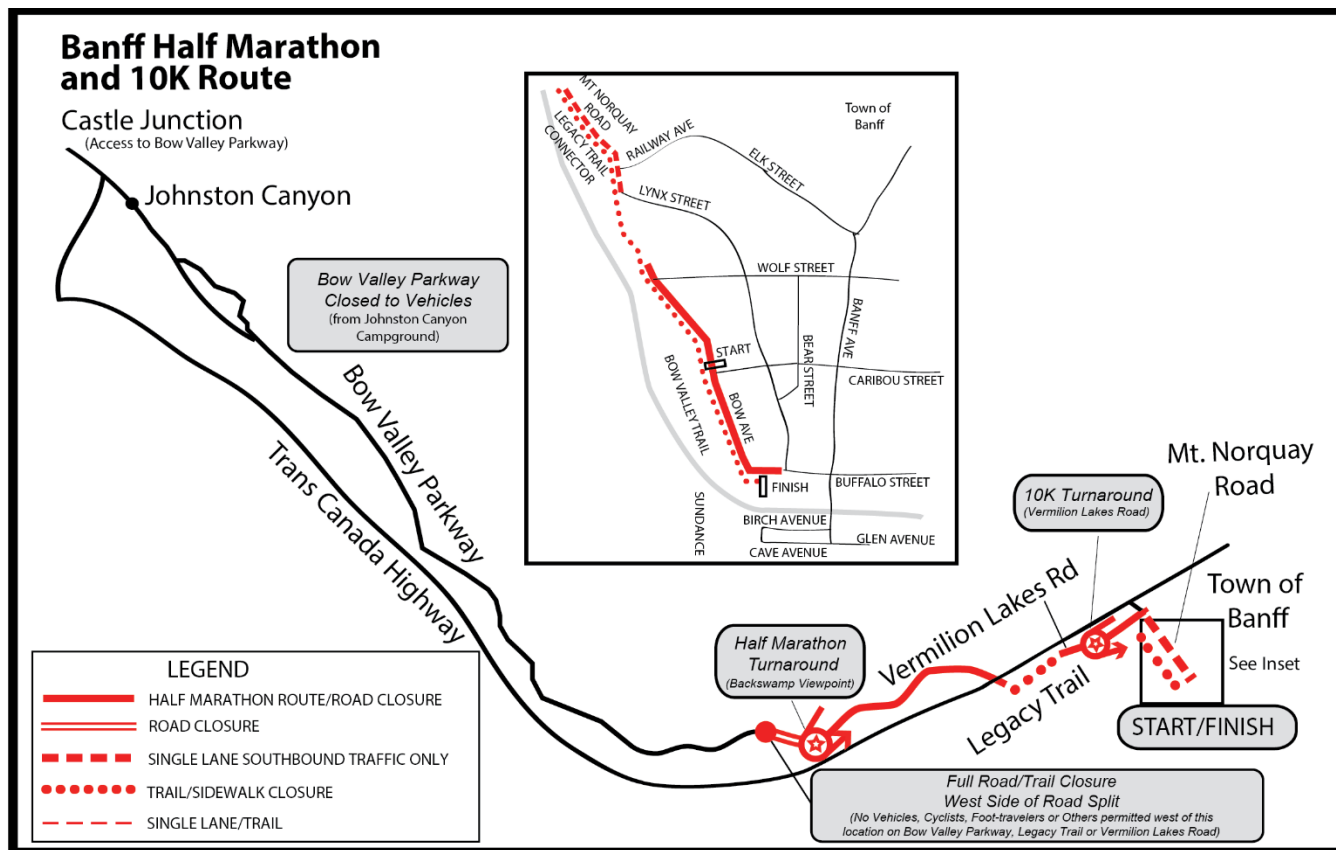 Banff Half Marathon
and 10K Route
Castle Junction
(Access to Bow Valley Parkway)
Johnston Canyon
Bow Valley Parkway
Closed to Vehicles
(from Johnston Canyon
Campground)
Bow Valley Parkway
Trans Canada Highway
MT NORQUAY
ROAD
LEGACY TRAIL
CONNECTOR
RAILWAY AVE
ELK STREET
Town of
Banff
LYNX STREET
WOLF STREET
BANFF AVE
BEAR STREET
START
CARIBOU STREET
BOW VALLEY TRAIL
BOW AVE
BUFFALO STREET
FINISH
SUNDANCE
BIRCH AVENUE
GLEN AVENUE
CAVE AVENUE
Mt. Norquay
Road
10K Turnaround
(Vermilion Lakes Road)
Town of
Banff
See Inset
START/FINISH
Vermilion Lakes Rd
Legacy Trail
Half Marathon
Turnaround
(Backswamp Viewpoint)
Full Road/Trail Closure
West Side of Road Split
(No Vehicles, Cyclists, Foot-travelers or Others permitted west of this
location on Bow Valley Parkway, Legacy Trail or Vermilion Lakes Road)
LEGEND
HALF MARATHON ROUTE/ROAD CLOSURE
ROAD CLOSURE
SINGLE LANE SOUTHBOUND TRAFFIC ONLY
TRAIL/SIDEWALK CLOSURE
SINGLE LANE/TRAIL